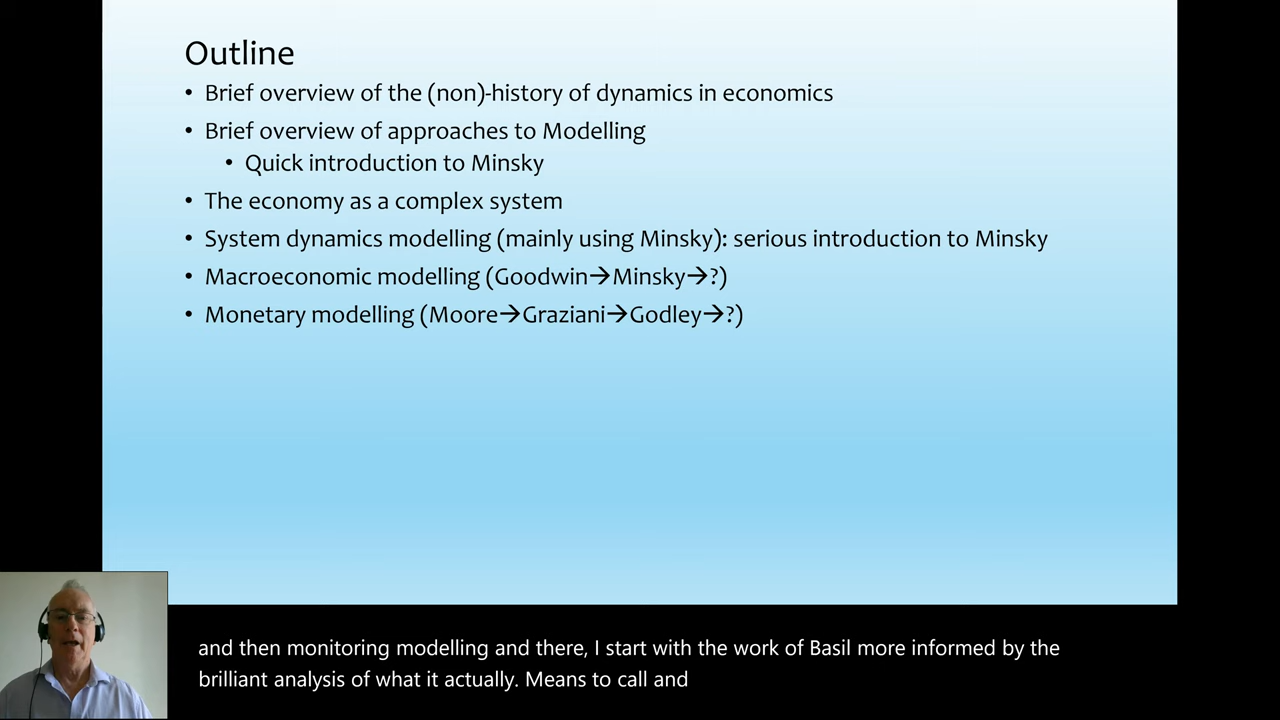 Outline
• Brief overview of the (non)-history of dynamics in economics
• Brief overview of approaches to Modelling
• Quick introduction to Minsky
• The economy as a complex system
• System dynamics modelling (mainly using Minsky): serious introduction to Minsky
• Macroeconomic modelling (Goodwin→Minsky→?)
• Monetary modelling (Moore→Graziani→Godley→?)
and then monitoring modelling and there, I start with the work of Basil more informed by the
brilliant analysis of what it actually. Means to call and